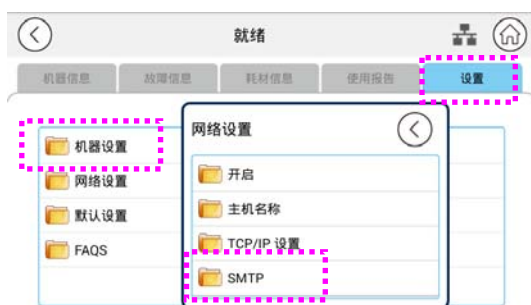 就绪
机器信息 故障信息 耗材信息 使用报告 设置
机器设置
网络设置
默认设置
FAQS
网络设置
开启
主机名称
TCP/IP 设置
SMTP